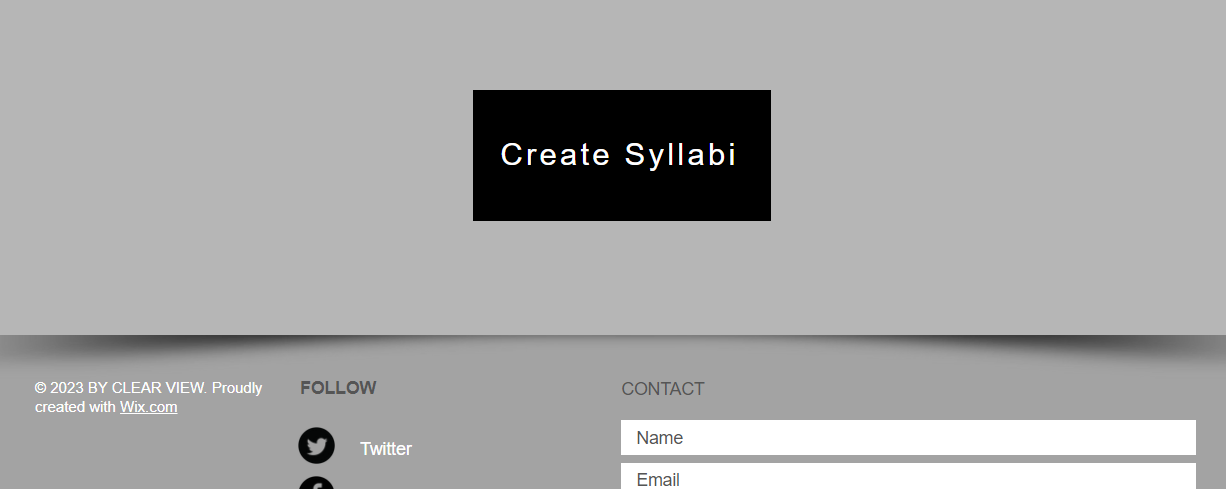 Create Syllabi
© 2023 BY CLEAR VIEW. Proudly
created with Wix.com
FOLLOW
Twitter
CONTACT
Name
Email